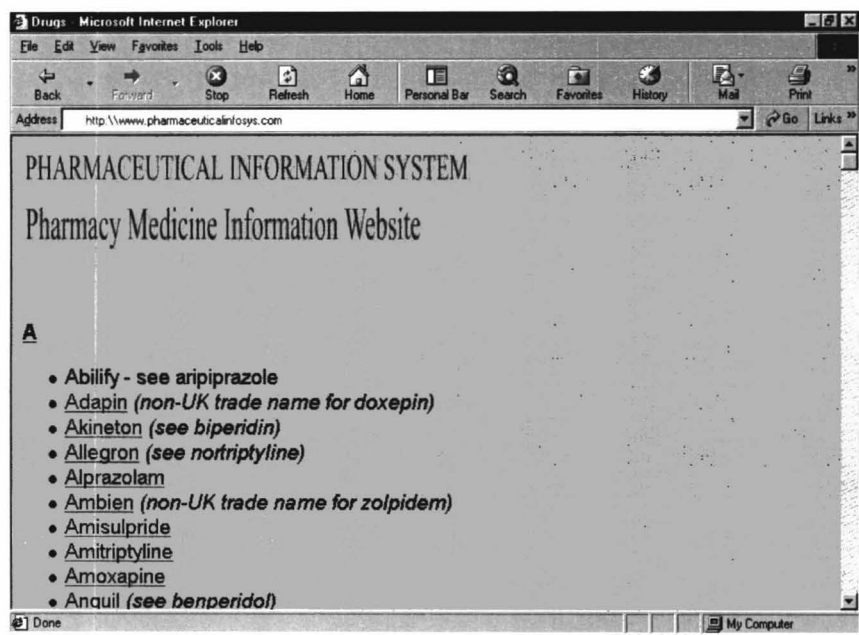 Drugs - Microsoft Internet Explorer
File Edit View Favorites Tools Help
Back Forward Stop Refresh Home Personal Bar Search Favorites History Mail Print »
Address http:\\www.pharmaceuticalinfosys.com Go Links »
PHARMACEUTICAL INFORMATION SYSTEM
Pharmacy Medicine Information Website
A
• Abilify - see aripiprazole
• Adapin (non-UK trade name for doxepin)
• Akineton (see biperidin)
• Allegron (see nortriptyline)
• Alprazolam
• Ambien (non-UK trade name for zolpidem)
• Amisulpride
• Amitriptyline
• Amoxapine
• Anquil (see benperidol)
Done My Computer